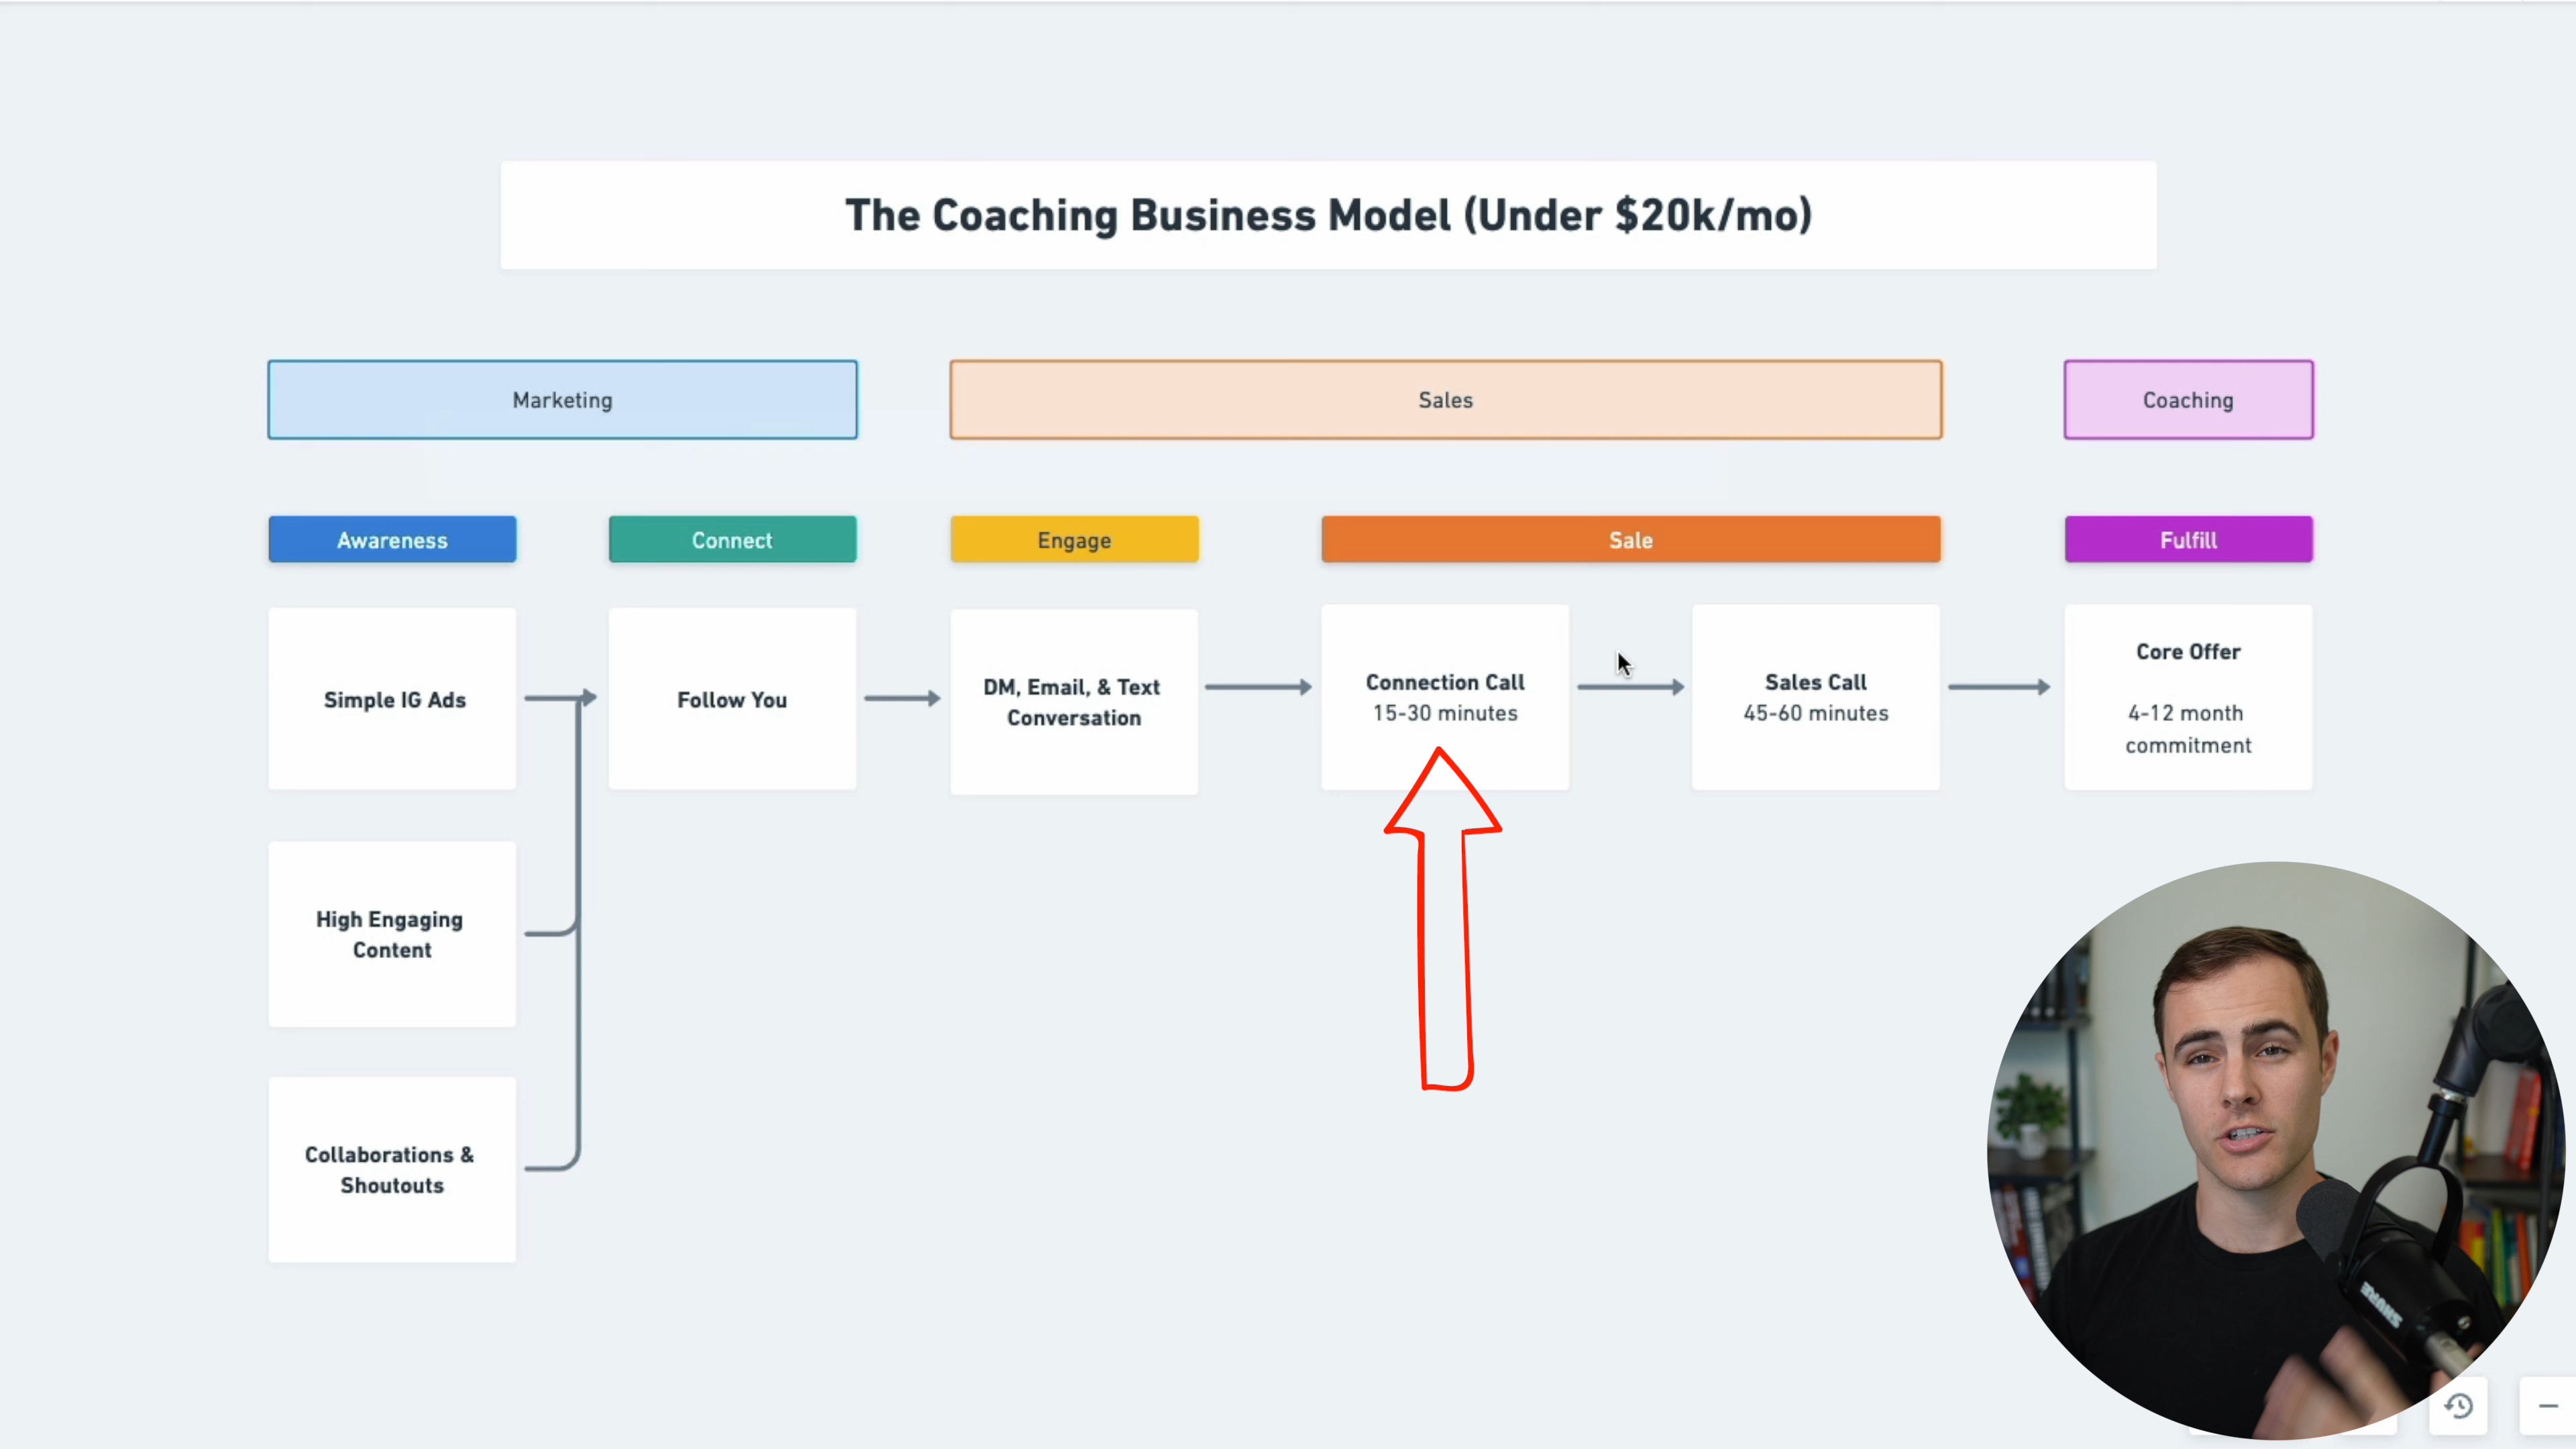 The Coaching Business Model (Under $20k/mo)
Marketing
Sales
Coaching
Awareness
Connect
Engage
Sale
Fulfill
Simple IG Ads
Follow You
DM, Email, & Text
Conversation
Connection Call
15-30 minutes
Sales Call
45-60 minutes
Core Offer
4-12 month
commitment
High Engaging
Content
Collaborations &
Shoutouts
SHURE